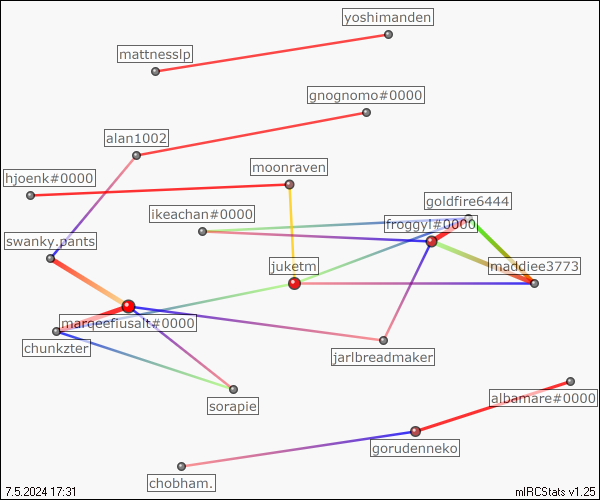 yoshimanden
mattnesslp
gnognomo#0000
alan1002
moonraven
hjoenk#0000
goldfire6444
ikeachan#0000
froggyl#0000
swanky.pants
juketm
maddiee3773
marqeefiusalt#0000
chunkzter
jarlbreadmaker
albamare#0000
sorapie
gorudenneko
chobham.
7.5.2024 17:31
mIRCStats v1.25